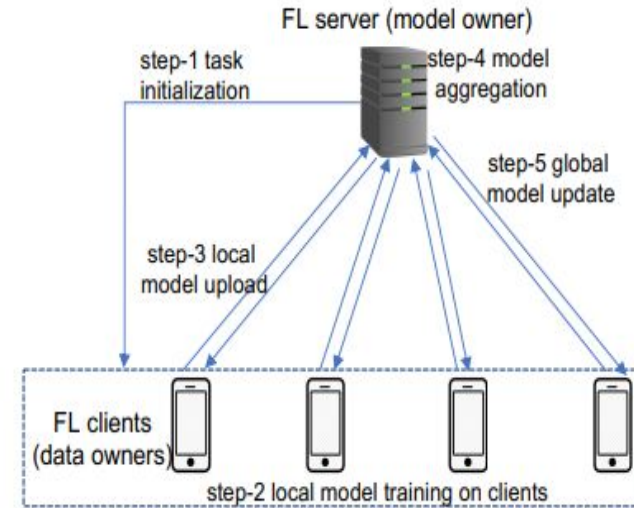 FL server (model owner)
step-1 task
initialization
step-4 model
aggregation
step-5 global
model update
step-3 local
model upload
FL clients
(data owners)
step-2 local model training on clients